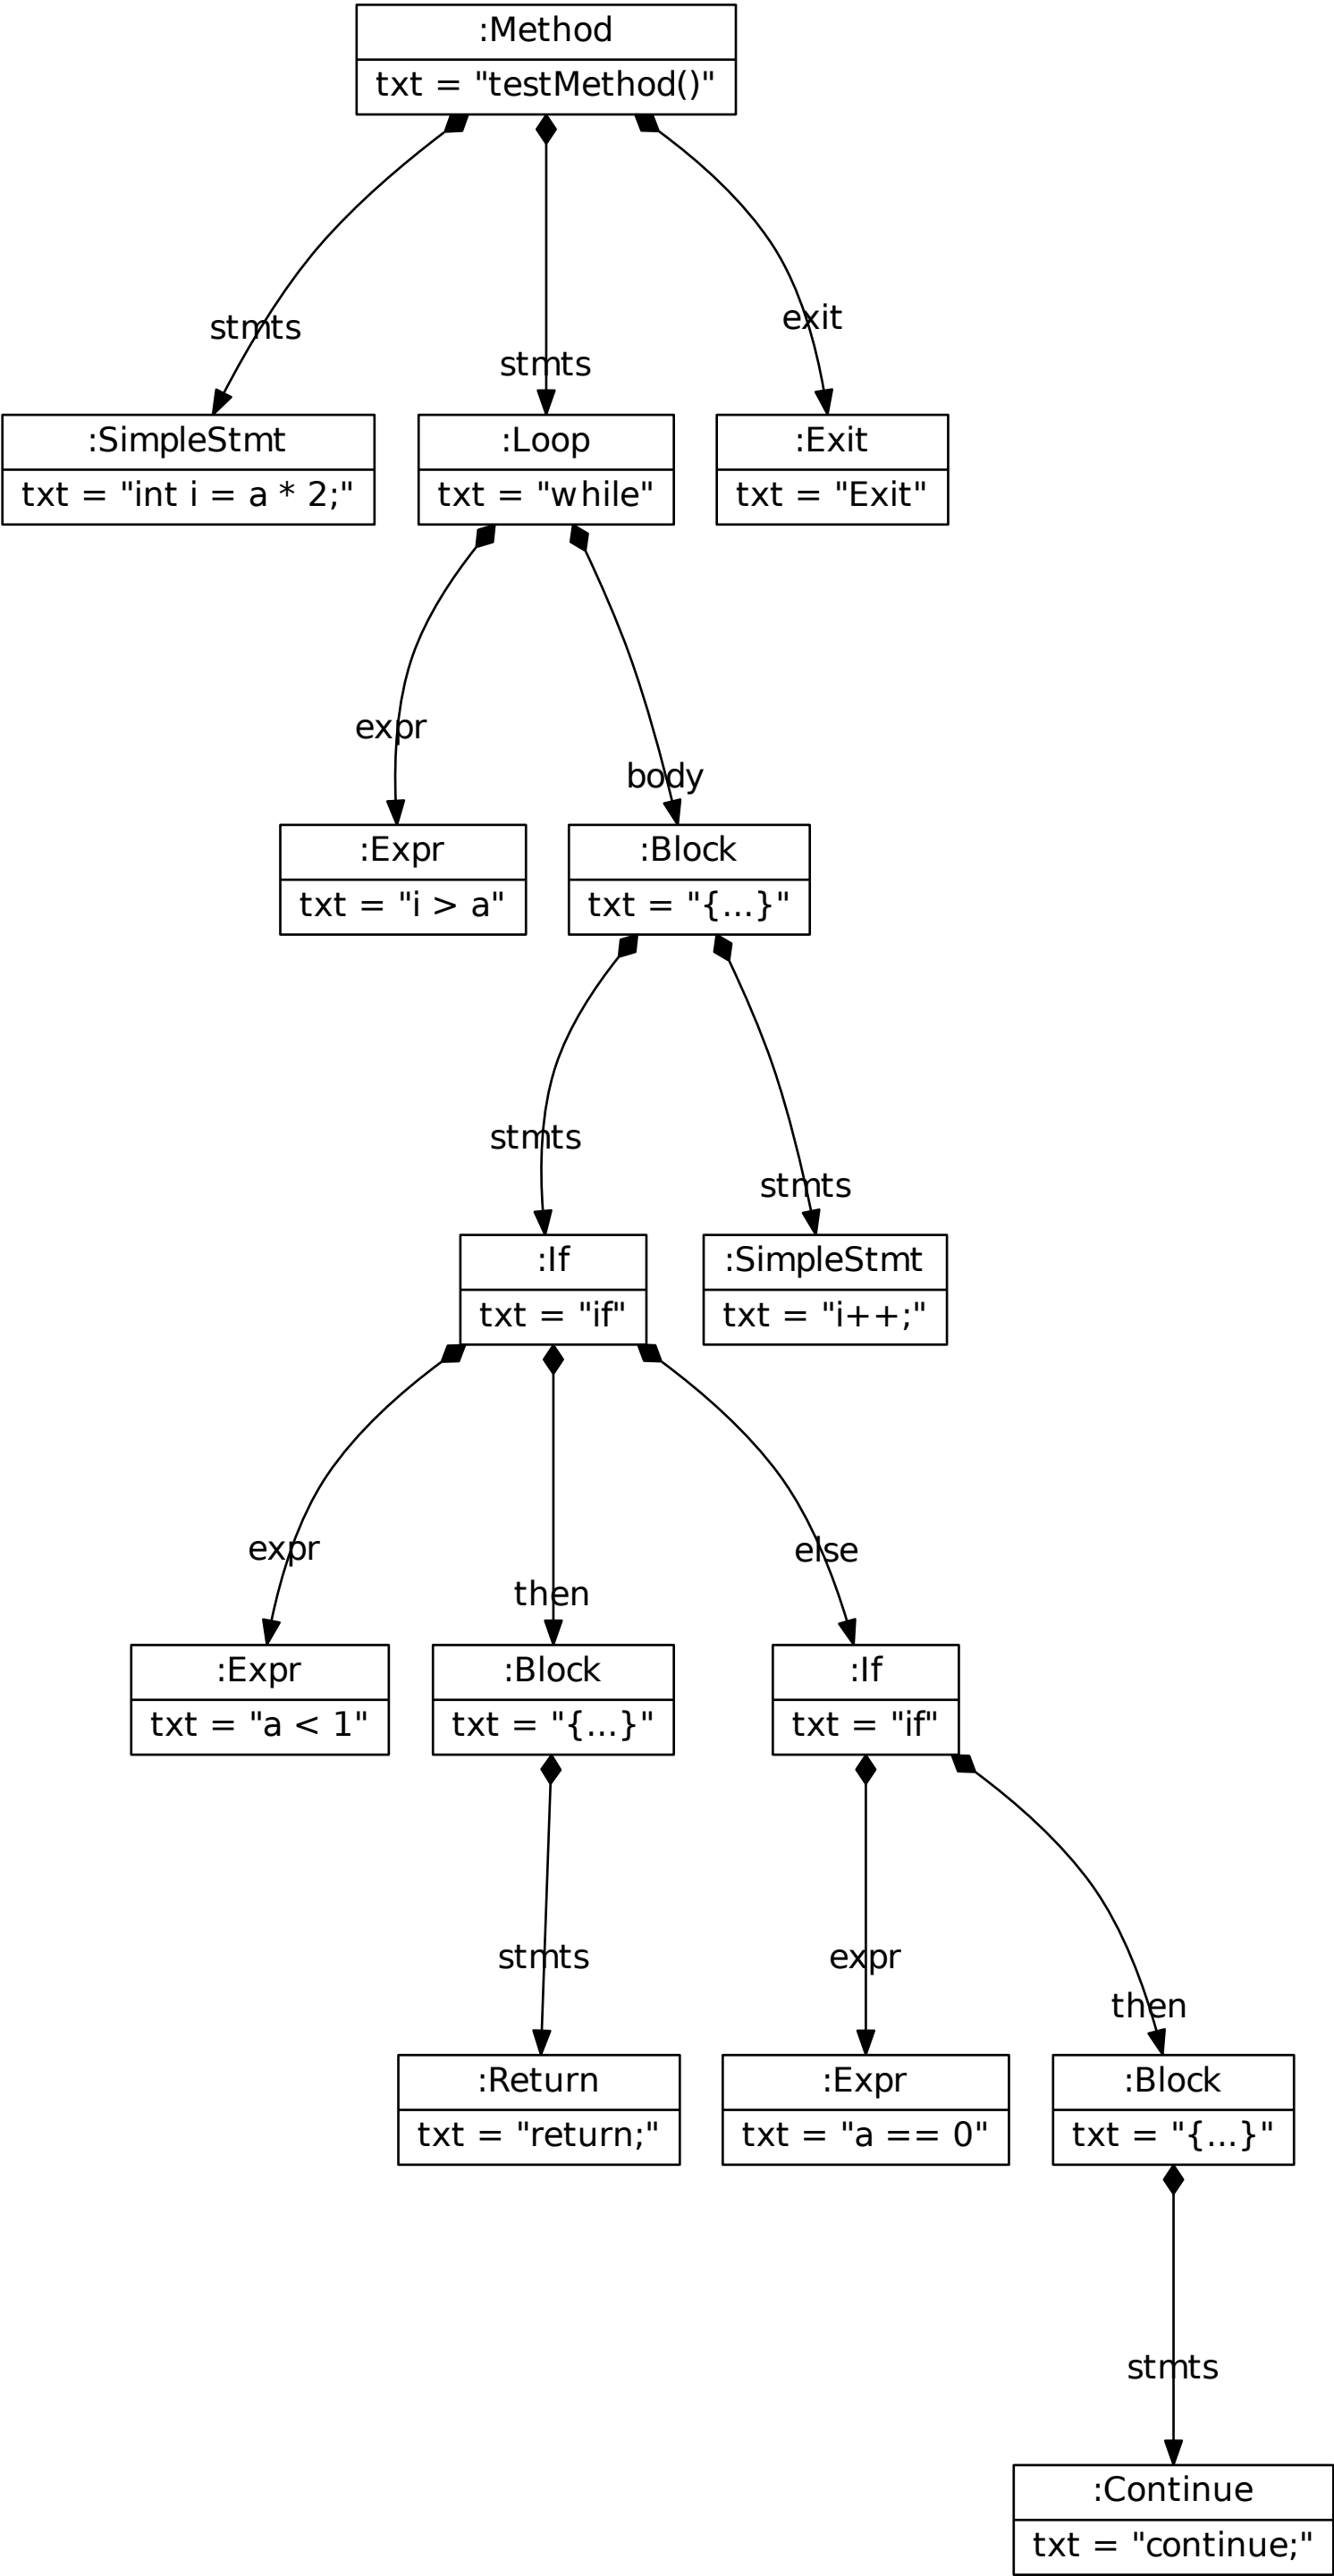 :Method
txt = "testMethod()"
stmts
stmts
exit
:SimpleStmt
txt = "int i = a * 2;"
:Loop
txt = "while"
:Exit
txt = "Exit"
expr
body
:Expr
txt = "i > a"
:Block
txt = "{...}"
stmts
stmts
:If
txt = "if"
:SimpleStmt
txt = "i++;"
expr
then
else
:Expr
txt = "a < 1"
:Block
txt = "{...}"
:If
txt = "if"
stmts
expr
then
:Return
txt = "return;"
:Expr
txt = "a == 0"
:Block
txt = "{...}"
stmts
:Continue
txt = "continue;"